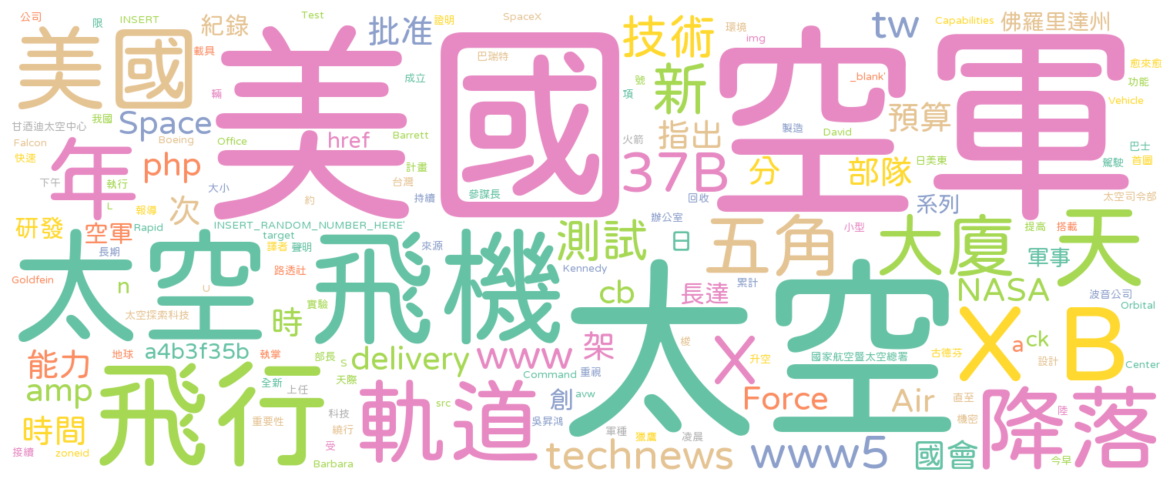 公司
限
INSERT
Test
SpaceX
環境
Capabilities
佛羅里達州
美國
紀錄
載具
國明
批准
美國
巴瑞特
技術
img
tw
空軍
愈來愈
_blank'
功能
輛
成立
新
項
號
Vehicle
我國
甘迺迪太空中心
Space
Boeing
Office
Barrett
href
火箭
指出
製造
David
預算
巴士
首圖
Falcon
快速
年
php
計畫
台灣
37B
分
部隊
日美東
駕駛
下午
執行
大小
約
持續
參謀長
回收
系列
太空司令部
報導
L
次
研發
空軍
Rapid
INSERT_RANDOM_NUMBER_HERE'
target
辦公室
小型
提高
搭載
長期
譯者
聲明
來源
測試
日
五角
大廈
天
軍事
太空
飛機
路透社
Kennedy
累計
Goldfein
n
U
實驗
cb
長達
NASA
波音公司
太空探索科技
時
太空
Orbital
能力
地球
a4b3f35b
執掌
部長
S
delivery
www
架
梭
X
升空
國家航空暨太空總署
古德芬
X
a
ck
B
設計
Center
amp
飛行
全新
天際
上任
Command
重視
創
avw
Force
Air
直至
機密
降落
陸
時間
重要性
科技
繞行
軌道
src
吳昇鴻
接續
zoneid
受
Barbara
軍種
獵鷹
凌晨
technews
www5
國會
今早